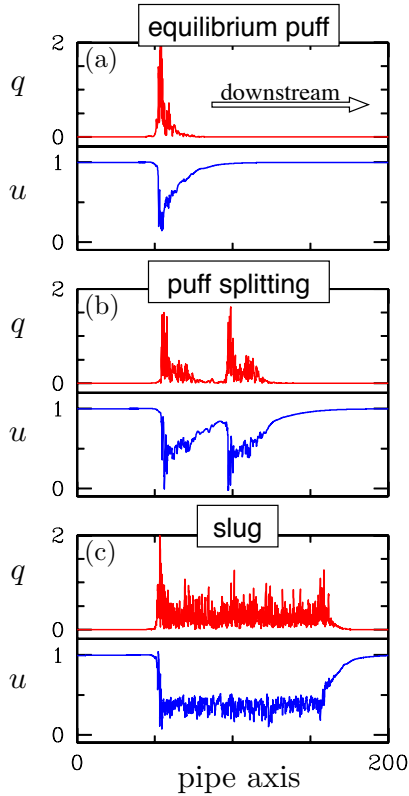 equilibrium puff
(a)
2
q
downstream
0
1
u
0
puff splitting
(b)
2
q
0
1
u
0
slug
(c)
2
q
0
1
u
0
0 200
pipe axis